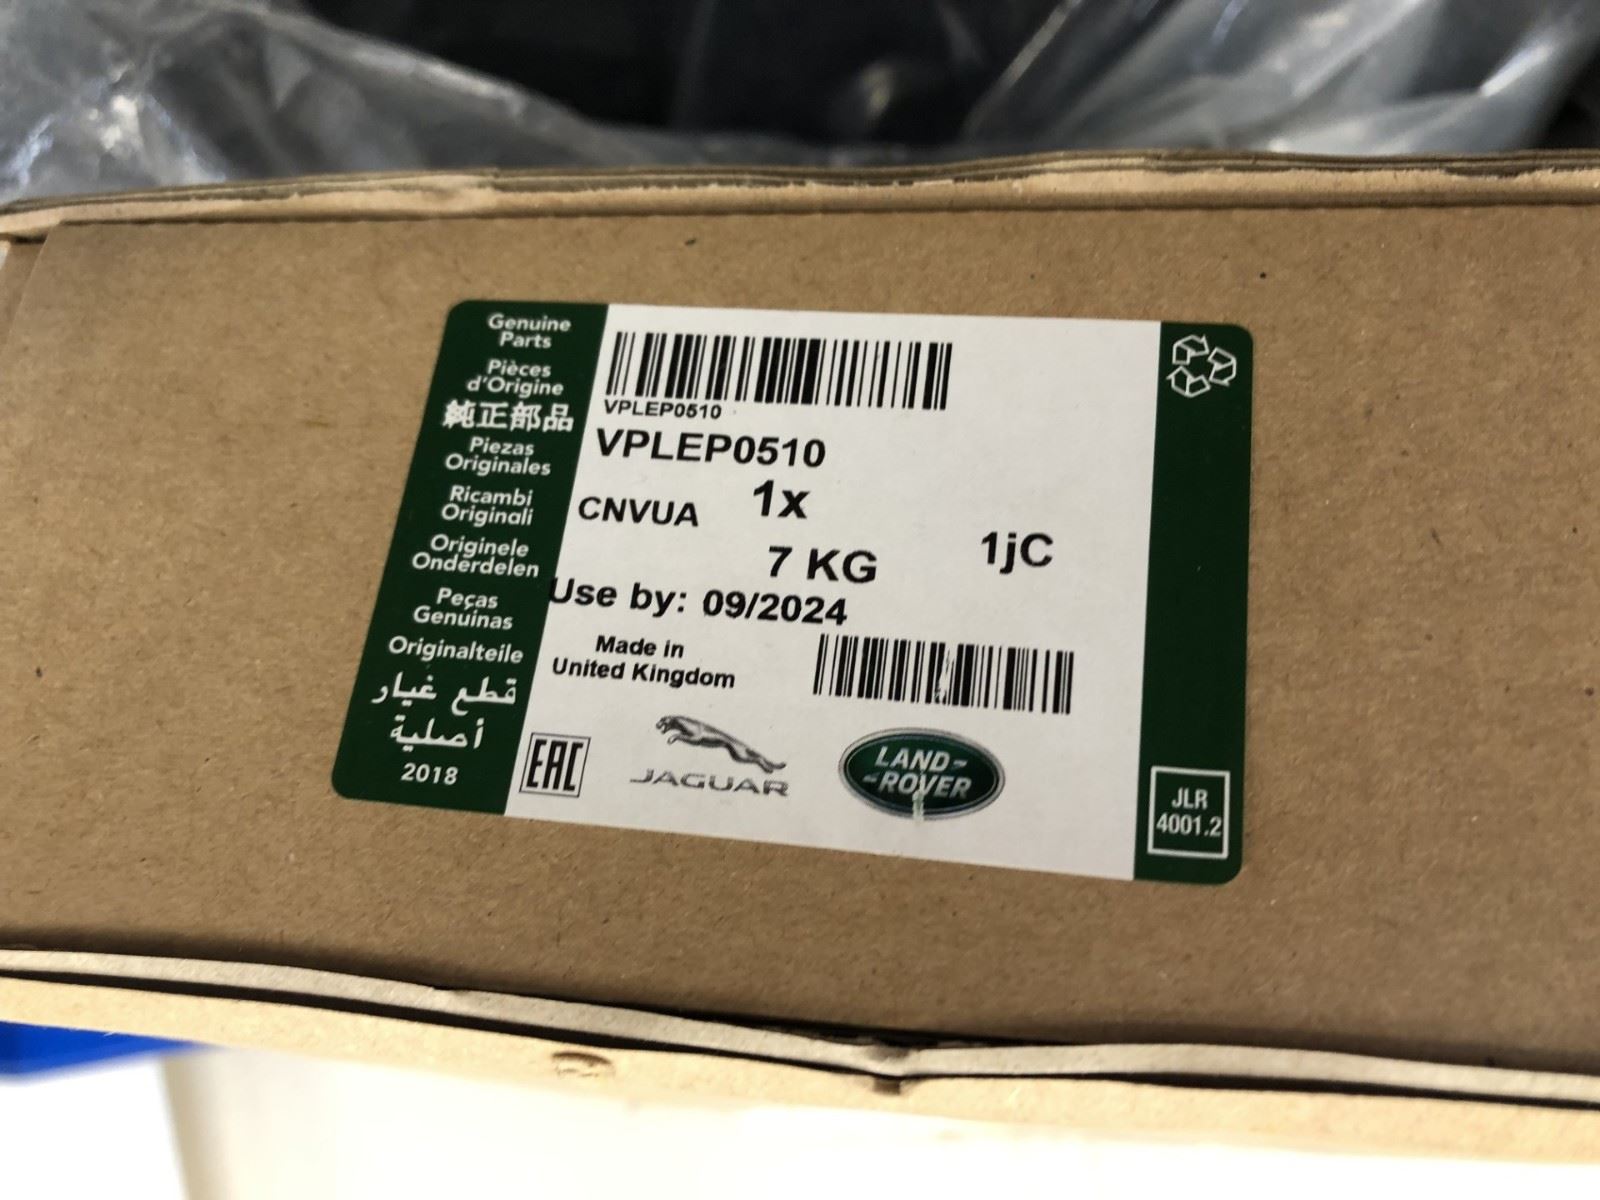 Genuine
Parts
Pièces
d'Origine
純正部品
Piezas
Originales
Ricambi
Originali
Originele
Onderdelen
Peças
Genuinas
Originalteile
قطع غيار
أصلية
2018
VPLEP0510
VPLEP0510
CNVUA 1x
7 KG 1jC
Use by: 09/2024
Made in
United Kingdom
EAC
JAGUAR
LAND-
-ROVER
JLR
4001.2